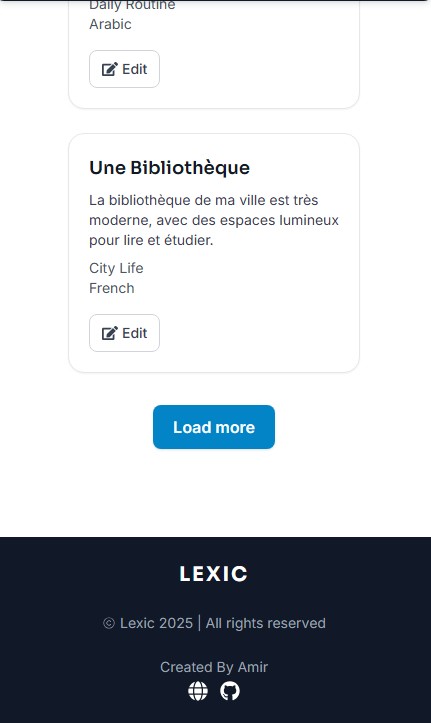 Daily Routine
Arabic
Edit
Une Bibliothèque
La bibliothèque de ma ville est très
moderne, avec des espaces lumineux
pour lire et étudier.
City Life
French
Edit
Load more
LEXIC
© Lexic 2025 | All rights reserved
Created By Amir